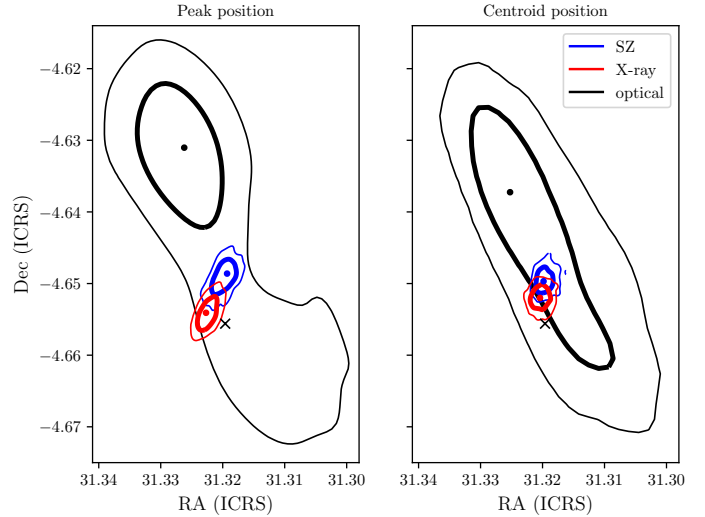 Peak position
Centroid position
SZ
X-ray
optical
−4.62
−4.63
−4.64
−4.65
−4.66
−4.67
Dec (ICRS)
31.34 31.33 31.32 31.31 31.30
31.34 31.33 31.32 31.31 31.30
RA (ICRS)
RA (ICRS)